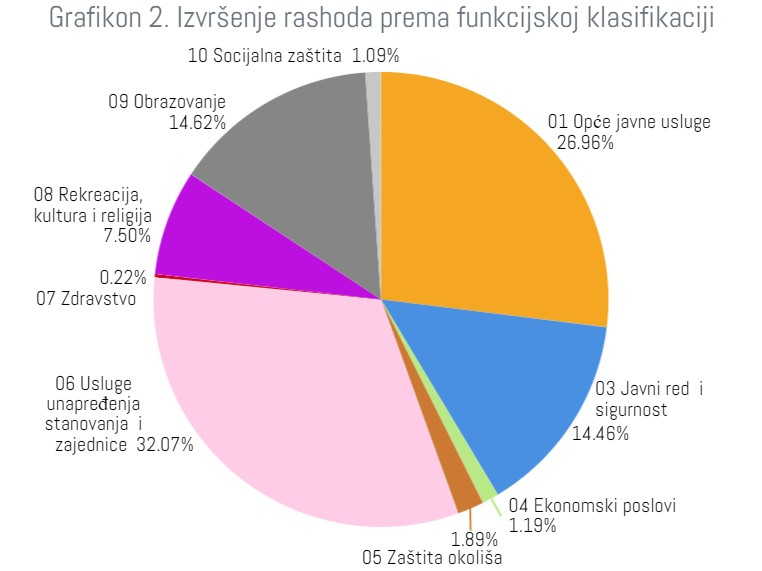 Grafikon 2. Izvršenje rashoda prema funkcijskoj klasifikaciji
10 Socijalna zaštita 1.09%
09 Obrazovanje
14.62%
01 Opće javne usluge
26.96%
08 Rekreacija,
kultura i religija
7.50%
0.22%
07 Zdravstvo
06 Usluge
unapređenja
stanovanja i
zajednice 32.07%
03 Javni red i
sigurnost
14.46%
04 Ekonomski poslovi
1.19%
1.89%
05 Zaštita okoliša